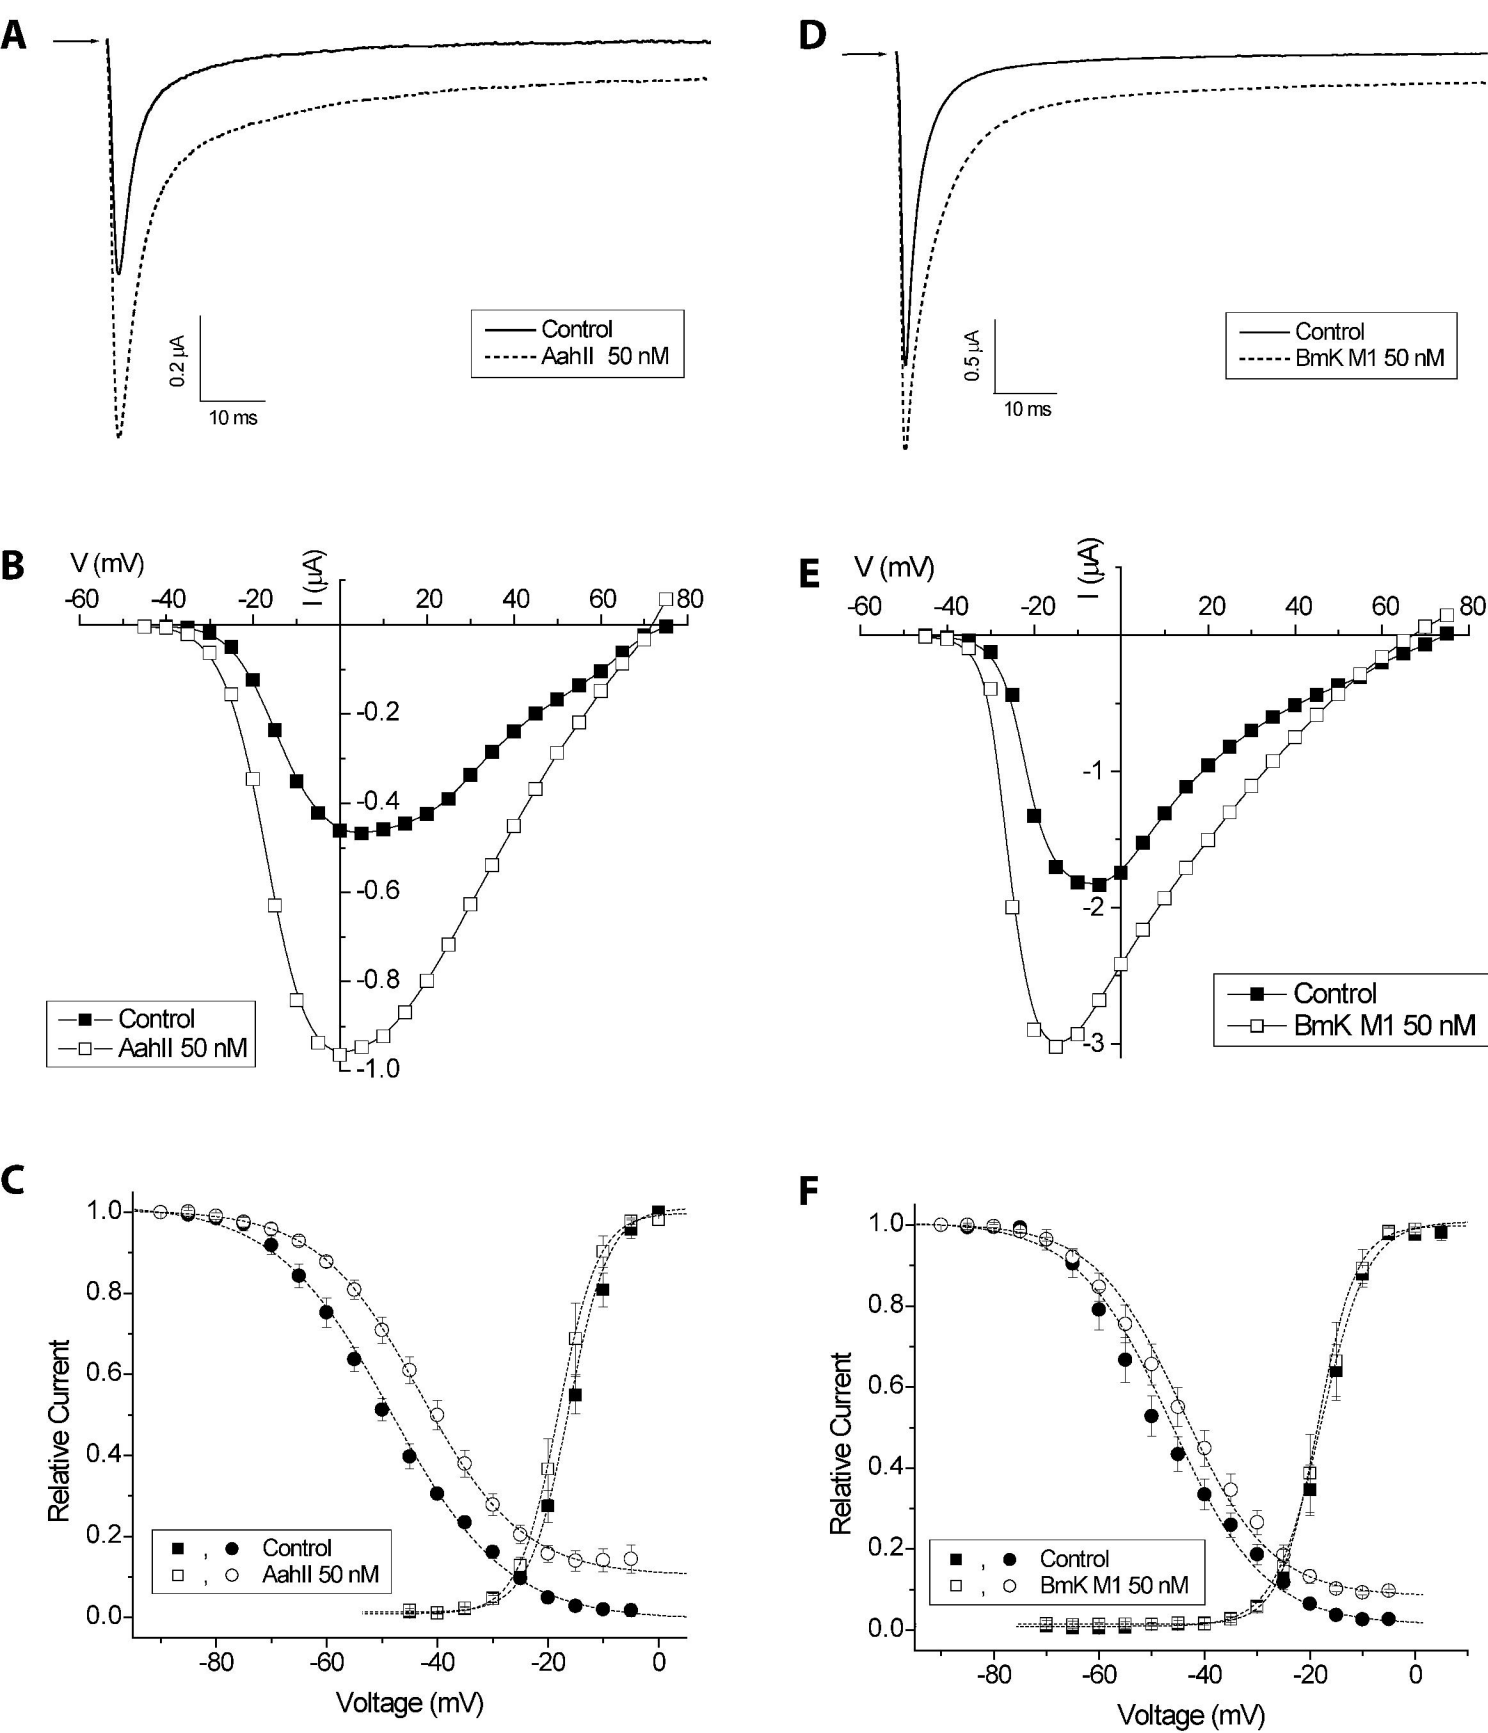 A
0.2 µA
10 ms
Control
AahII 50 nM
D
0.5 µA
10 ms
Control
BmK M1 50 nM
B
V (mV)
I (µA)
-60 -40 -20 20 40 60 80
-0.2
-0.4
-0.6
-0.8
-1.0
Control
AahII 50 nM
E
V (mV)
I (µA)
-60 -40 -20 20 40 60 80
-1
-2
-3
Control
BmK M1 50 nM
C
Relative Current
1.0
0.8
0.6
0.4
0.2
0.0
, Control
, AahII 50 nM
-80 -60 -40 -20 0
Voltage (mV)
F
Relative Current
1.0
0.8
0.6
0.4
0.2
0.0
, Control
, BmK M1 50 nM
-80 -60 -40 -20 0
Voltage (mV)